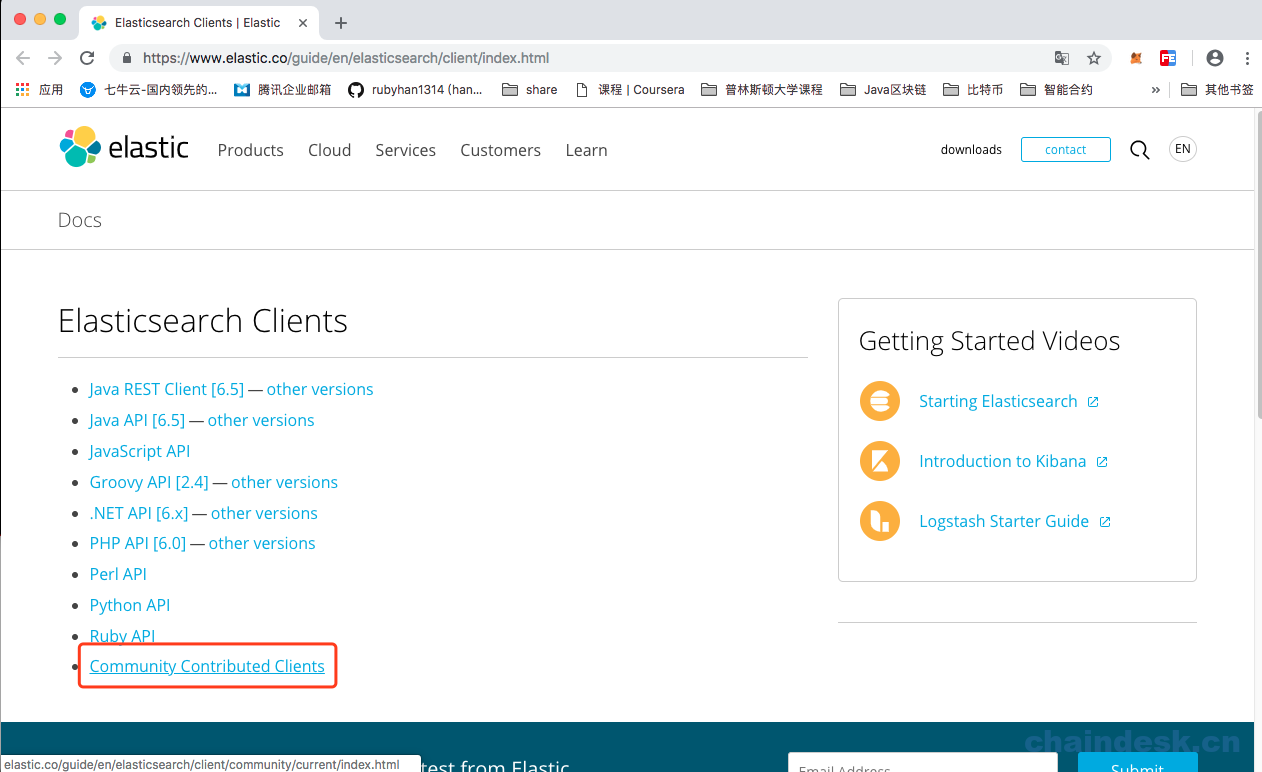 Elasticsearch Clients | Elastic
https://www.elastic.co/guide/en/elasticsearch/client/index.html
应用 七牛云-国内领先的... 腾讯企业邮箱 rubyhan1314 (han... share 课程 | Coursera 普林斯顿大学课程 Java区块链 比特币 智能合约 » 其他书签
elastic Products Cloud Services Customers Learn downloads contact EN
Docs
Elasticsearch Clients
Java REST Client [6.5] — other versions
Java API [6.5] — other versions
JavaScript API
Groovy API [2.4] — other versions
.NET API [6.x] — other versions
PHP API [6.0] — other versions
Perl API
Python API
Ruby API
Community Contributed Clients
Getting Started Videos
Starting Elasticsearch
Introduction to Kibana
Logstash Starter Guide
chaindesk.cn
test from Elastic
Email Address
Submit
elastic.co/guide/en/elasticsearch/client/community/current/index.html